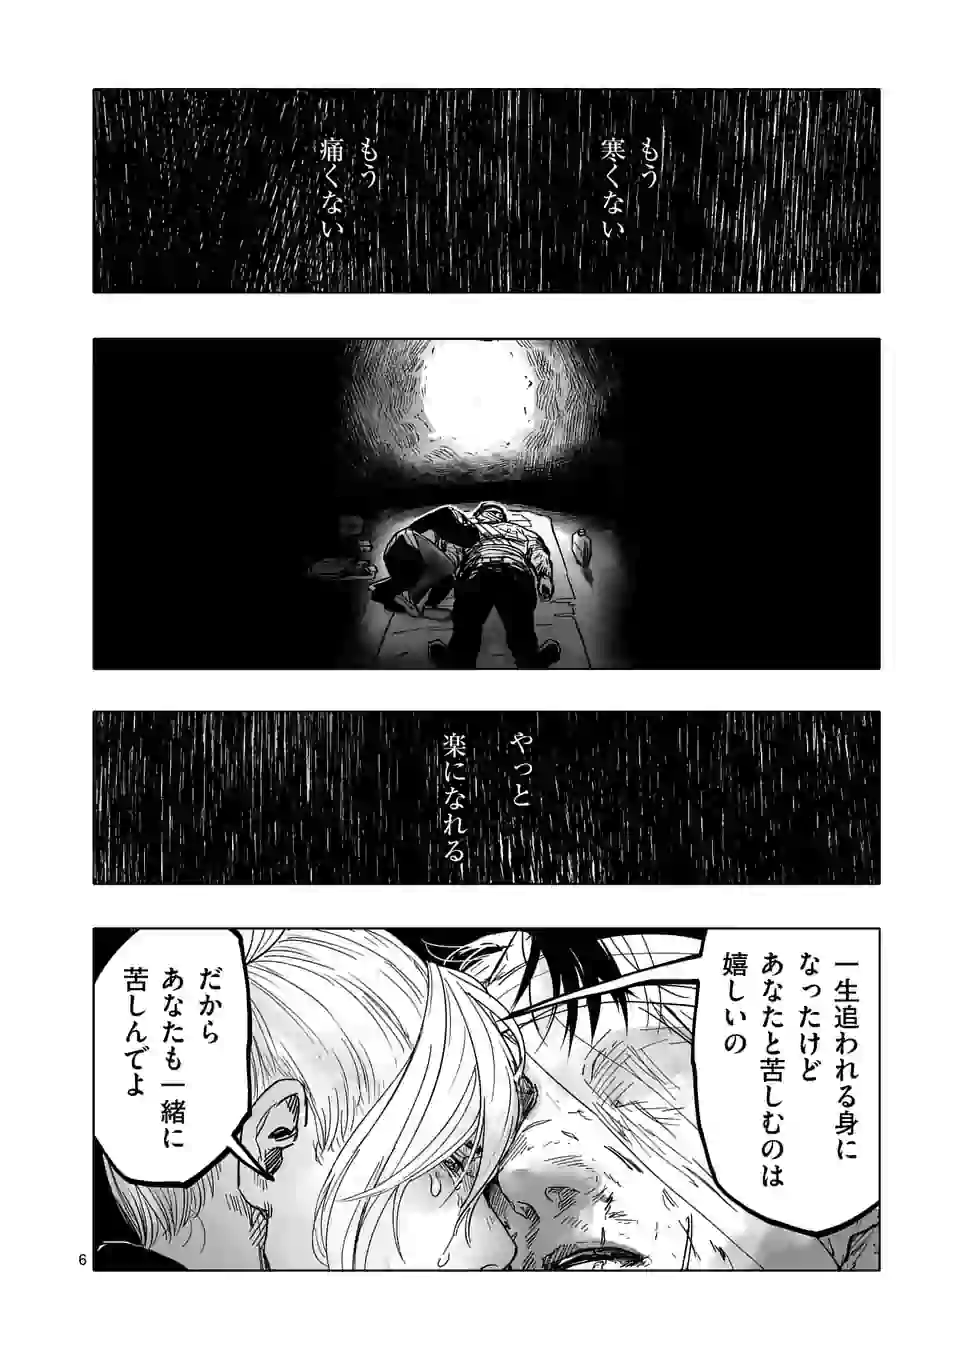 もう
寒くない
もう
痛くない
やっと
楽になれる
一生追われる身に
なったけど
あなたと苦しむのは
嬉しいの
だから
あなたも一緒に
苦しんでよ
6